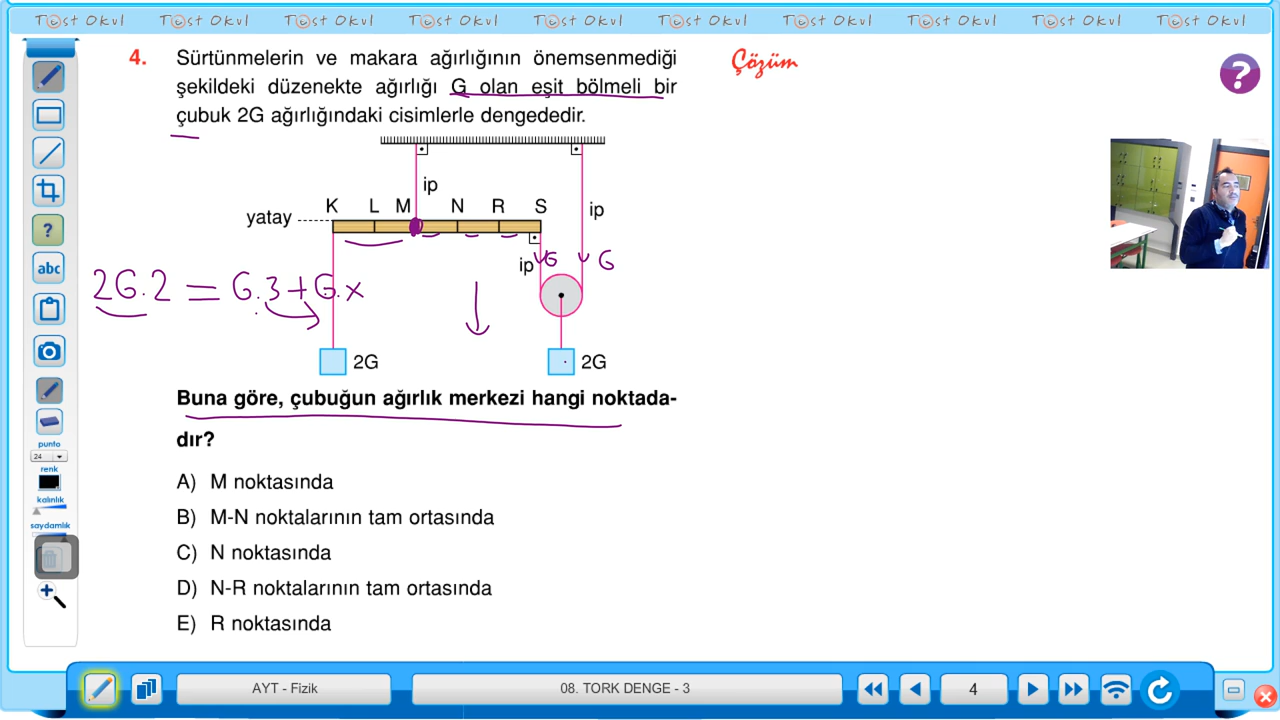 Test Okul Test Okul Test Okul Test Okul Test Okul Test Okul Test Okul Test Okul Test Okul Test Okul
4. Sürtünmelerin ve makara ağırlığının önemsenmediği
şekildeki düzenekte ağırlığı G olan eşit bölmeli bir
çubuk 2G ağırlığındaki cisimlerle dengededir.
Çözüm
?
?
abc
ip
K L M N R S
ip
yatay
ip G G
2G.2 = G.3+G.x
2G 2G
Buna göre, çubuğun ağırlık merkezi hangi noktada-
dır?
punto
24
renk
kalınlık
saydamlık
A) M noktasında
B) M-N noktalarının tam ortasında
C) N noktasında
D) N-R noktalarının tam ortasında
E) R noktasında
AYT - Fizik 08. TORK DENGE - 3 4